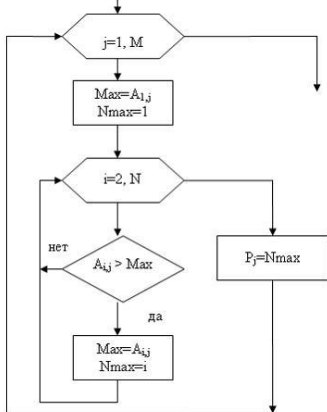 j=1, M
Max=A1,j
Nmax=1
i=2, N
нет
Ai,j > Max
Pj=Nmax
да
Max=Ai,j
Nmax=i